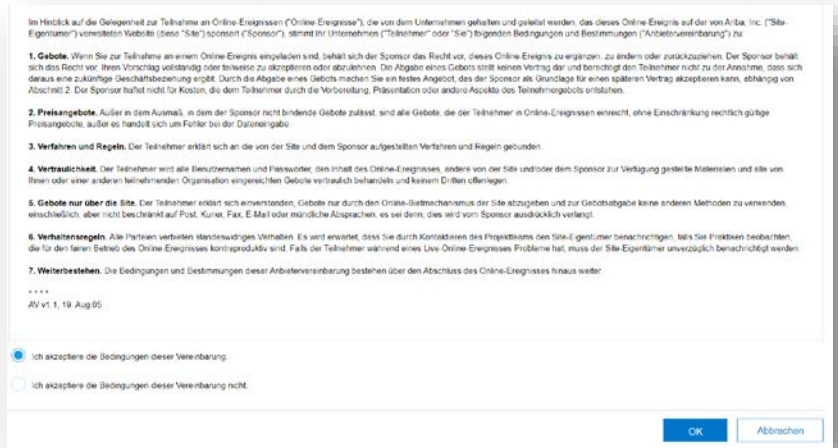 Im Hinblick auf die Gelegenheit zur Teilnahme an Online-Ereignissen ("Online-Ereignisse"), die von dem Unternehmen gehalten und geleitet werden, das dieses Online-Ereignis auf der von Ariba, Inc. ("Site-
Eigentümer") verwalteten Website (diese "Site") sponsert ("Sponsor"), stimmt Ihr Unternehmen ("Teilnehmer" oder "Sie") folgenden Bedingungen und Bestimmungen ("Anbietervereinbarung") zu:
1. Gebote. Wenn Sie zur Teilnahme an einem Online-Ereignis eingeladen sind, behält sich der Sponsor das Recht vor, dieses Online-Ereignis zu ergänzen, zu ändern oder zurückzuziehen. Der Sponsor behält
sich das Recht vor, Ihren Vorschlag vollständig oder teilweise zu akzeptieren oder abzulehnen. Die Abgabe eines Gebots stellt keinen Vertrag dar und berechtigt den Teilnehmer nicht zu der Annahme, dass sich
daraus eine zukünftige Geschäftsbeziehung ergibt. Durch die Abgabe eines Gebots machen Sie ein festes Angebot, das der Sponsor als Grundlage für einen späteren Vertrag akzeptieren kann, abhängig von
Abschnitt 2. Der Sponsor haftet nicht für Kosten, die dem Teilnehmer durch die Vorbereitung, Präsentation oder andere Aspekte des Teilnehmergebots entstehen.
2. Preisangebote. Außer in dem Ausmaß, in dem der Sponsor nicht bindende Gebote zulässt, sind alle Gebote, die der Teilnehmer in Online-Ereignissen einreicht, ohne Einschränkung rechtlich gültige
Preisangebote, außer es handelt sich um Fehler bei der Dateneingabe.
3. Verfahren und Regeln. Der Teilnehmer erklärt sich an die von der Site und dem Sponsor aufgestellten Verfahren und Regeln gebunden.
4. Vertraulichkeit. Der Teilnehmer wird alle Benutzernamen und Passwörter, den Inhalt des Online-Ereignisses, andere von der Site und/oder dem Sponsor zur Verfügung gestellte Materialien und alle von
Ihnen oder einer anderen teilnehmenden Organisation eingereichten Gebote vertraulich behandeln und keinem Dritten offenlegen.
5. Gebote nur über die Site. Der Teilnehmer erklärt sich einverstanden, Gebote nur durch den Online-Bietmechanismus der Site abzugeben und zur Gebotsabgabe keine anderen Methoden zu verwenden,
einschließlich, aber nicht beschränkt auf Post, Kurier, Fax, E-Mail oder mündliche Absprachen, es sei denn, dies wird vom Sponsor ausdrücklich verlangt.
6. Verhaltensregeln. Alle Parteien verbieten standeswidriges Verhalten. Es wird erwartet, dass Sie durch Kontaktieren des Projektteams den Site-Eigentümer benachrichtigen, falls Sie Praktiken beobachten,
die für den fairen Betrieb des Online-Ereignisses kontraproduktiv sind. Falls der Teilnehmer während eines Live-Online-Ereignisses Probleme hat, muss der Site-Eigentümer unverzüglich benachrichtigt werden.
7. Weiterbestehen. Die Bedingungen und Bestimmungen dieser Anbietervereinbarung bestehen über den Abschluss des Online-Ereignisses hinaus weiter.
* * * *
AV v1.1, 19. Aug 05
Ich akzeptiere die Bedingungen dieser Vereinbarung.
Ich akzeptiere die Bedingungen dieser Vereinbarung nicht.
OK Abbrechen